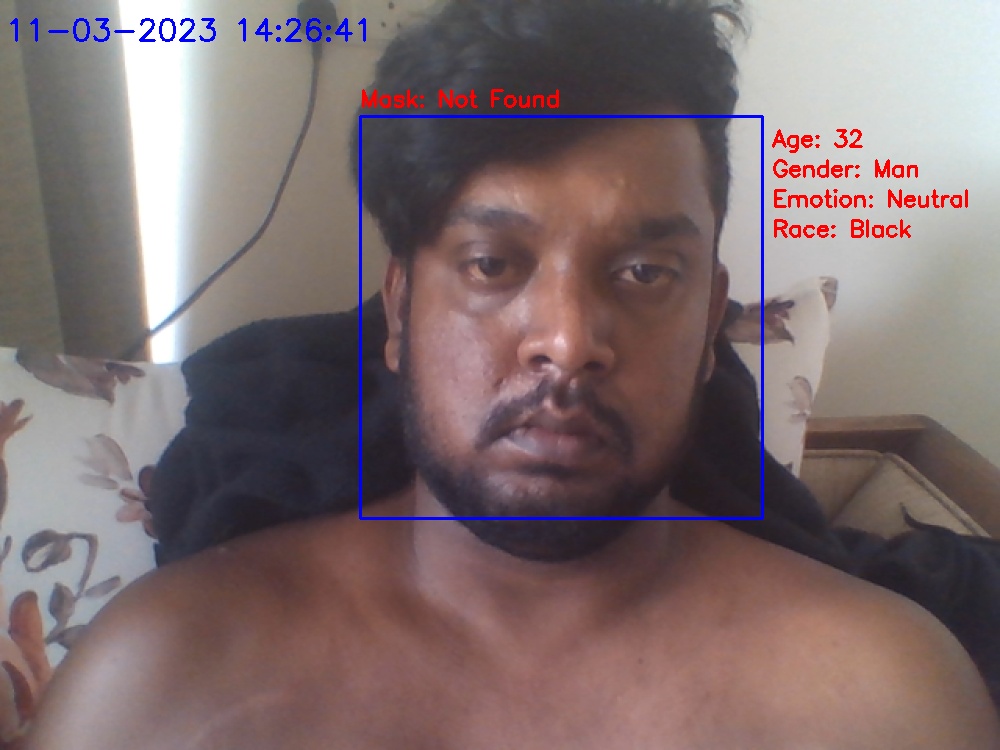 11-03-2023 14:26:41
Mask: Not Found
Age: 32
Gender: Man
Emotion: Neutral
Race: Black